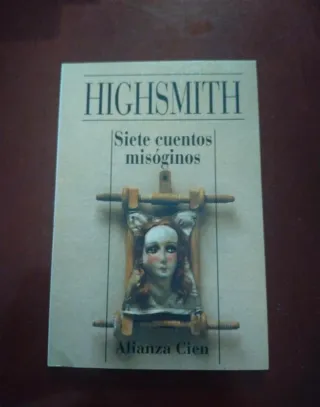 HIGHSMITH
Siete cuentos
misóginos
Alianza Cien